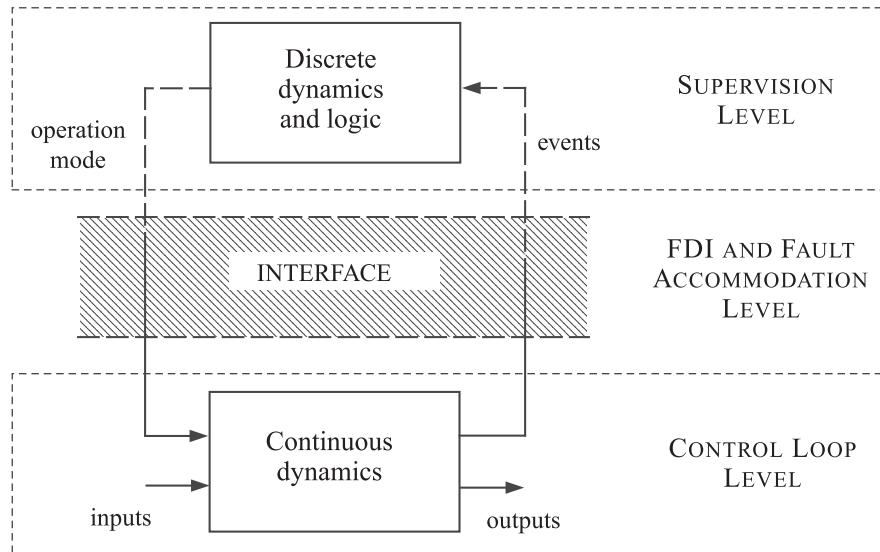 Discrete
dynamics
and logic
SUPERVISION
LEVEL
operation
mode
events
INTERFACE
FDI AND FAULT
ACCOMMODATION
LEVEL
Continuous
dynamics
CONTROL LOOP
LEVEL
inputs
outputs